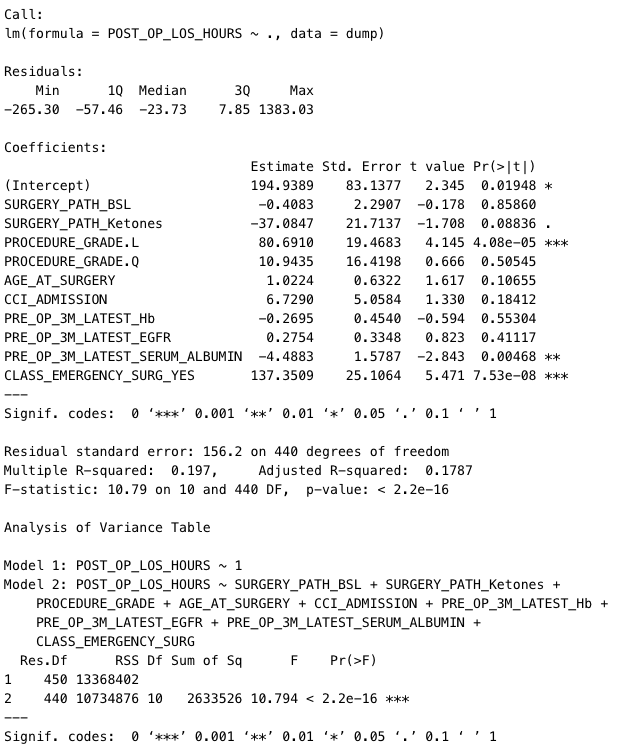 Call:
lm(formula = POST_OP_LOS_HOURS ~ ., data = dump)

Residuals:
    Min      1Q  Median      3Q     Max
-265.30  -57.46  -23.73    7.85 1383.03

Coefficients:
                               Estimate Std. Error t value Pr(>|t|)
(Intercept)                    194.9389    83.1377   2.345  0.01948 *
SURGERY_PATH_BSL                -0.4083     2.2907  -0.178  0.85860
SURGERY_PATH_Ketones           -37.0847    21.7137  -1.708  0.08836 .
PROCEDURE_GRADE.L               80.6910    19.4683   4.145 4.08e-05 ***
PROCEDURE_GRADE.Q               10.9435    16.4198   0.666  0.50545
AGE_AT_SURGERY                   1.0224     0.6322   1.617  0.10655
CCI_ADMISSION                    6.7290     5.0584   1.330  0.18412
PRE_OP_3M_LATEST_Hb             -0.2695     0.4540  -0.594  0.55304
PRE_OP_3M_LATEST_EGFR            0.2754     0.3348   0.823  0.41117
PRE_OP_3M_LATEST_SERUM_ALBUMIN  -4.4883     1.5787  -2.843  0.00468 **
CLASS_EMERGENCY_SURG_YES       137.3509    25.1064   5.471 7.53e-08 ***
---
Signif. codes:  0 ‘***’ 0.001 ‘**’ 0.01 ‘*’ 0.05 ‘.’ 0.1 ‘ ’ 1

Residual standard error: 156.2 on 440 degrees of freedom
Multiple R-squared:  0.197,     Adjusted R-squared:  0.1787
F-statistic: 10.79 on 10 and 440 DF,  p-value: < 2.2e-16

Analysis of Variance Table

Model 1: POST_OP_LOS_HOURS ~ 1
Model 2: POST_OP_LOS_HOURS ~ SURGERY_PATH_BSL + SURGERY_PATH_Ketones +
    PROCEDURE_GRADE + AGE_AT_SURGERY + CCI_ADMISSION + PRE_OP_3M_LATEST_Hb +
    PRE_OP_3M_LATEST_EGFR + PRE_OP_3M_LATEST_SERUM_ALBUMIN +
    CLASS_EMERGENCY_SURG
  Res.Df      RSS Df Sum of Sq      F    Pr(>F)
1    450 13368402
2    440 10734876 10   2633526 10.794 < 2.2e-16 ***
---
Signif. codes:  0 ‘***’ 0.001 ‘**’ 0.01 ‘*’ 0.05 ‘.’ 0.1 ‘ ’ 1